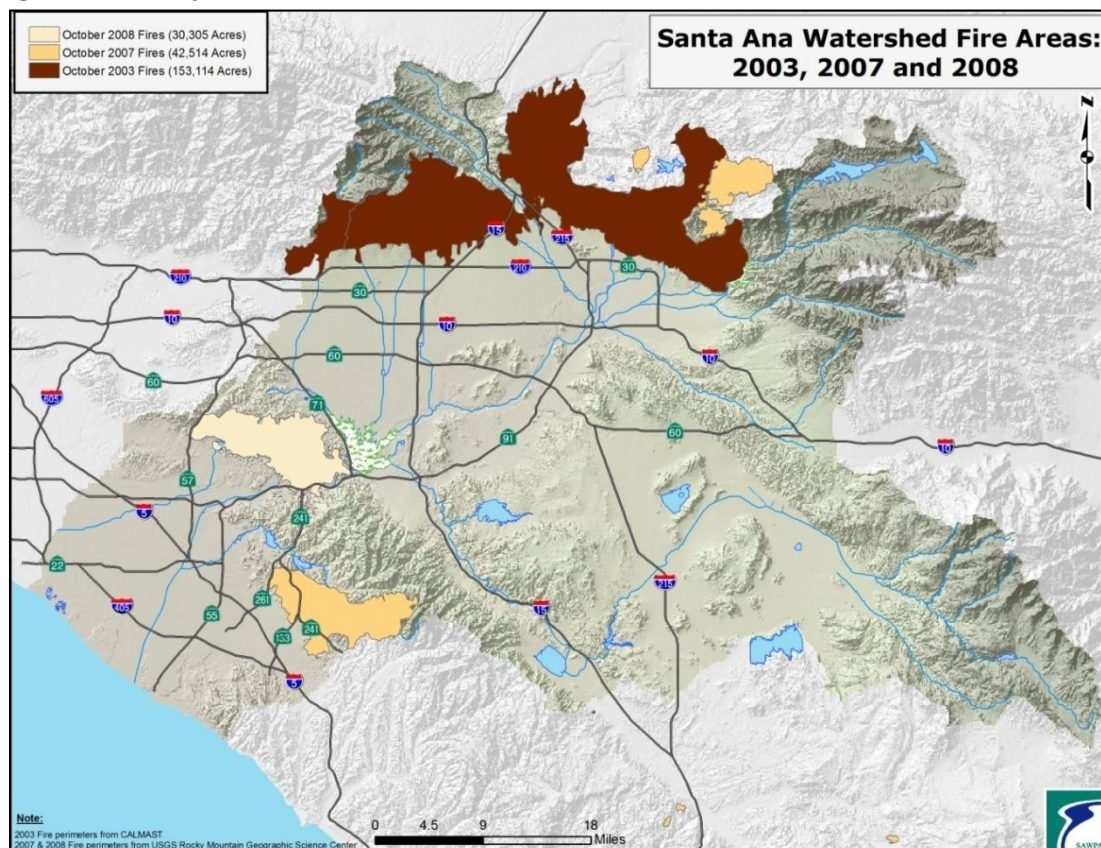 October 2008 Fires (30,305 Acres)
October 2007 Fires (42,514 Acres)
October 2003 Fires (153,114 Acres)
Santa Ana Watershed Fire Areas:
2003, 2007 and 2008
N
15
215
210
210
30
30
10
10
60
10
60
605
71
91
60
10
57
5
241
22
215
261
405
55
241
133
15
5
Note:
2003 Fire perimeters from CALMAST
2007 & 2008 Fire perimeters from USGS Rocky Mountain Geographic Science Center
0 4.5 9 18
Miles
SAWPA